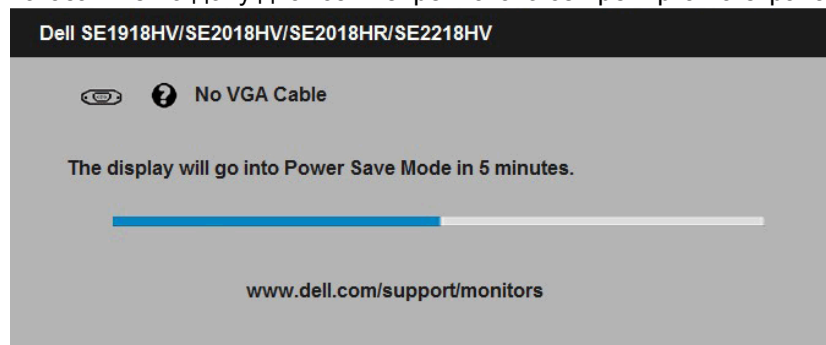 Dell SE1918HV/SE2018HV/SE2018HR/SE2218HV
No VGA Cable
The display will go into Power Save Mode in 5 minutes.
www.dell.com/support/monitors